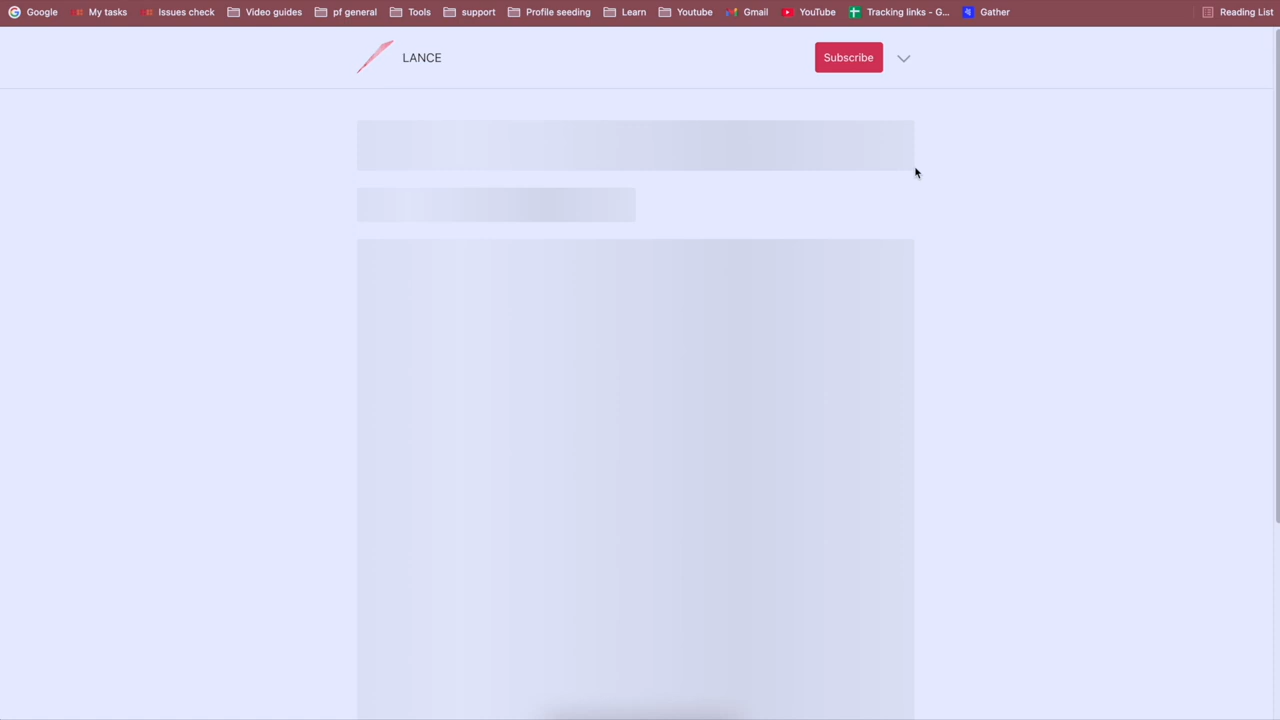 Google My tasks Issues check Video guides pf general Tools support Profile seeding Learn Youtube Gmail YouTube Tracking links - G... Gather Reading List
LANCE Subscribe